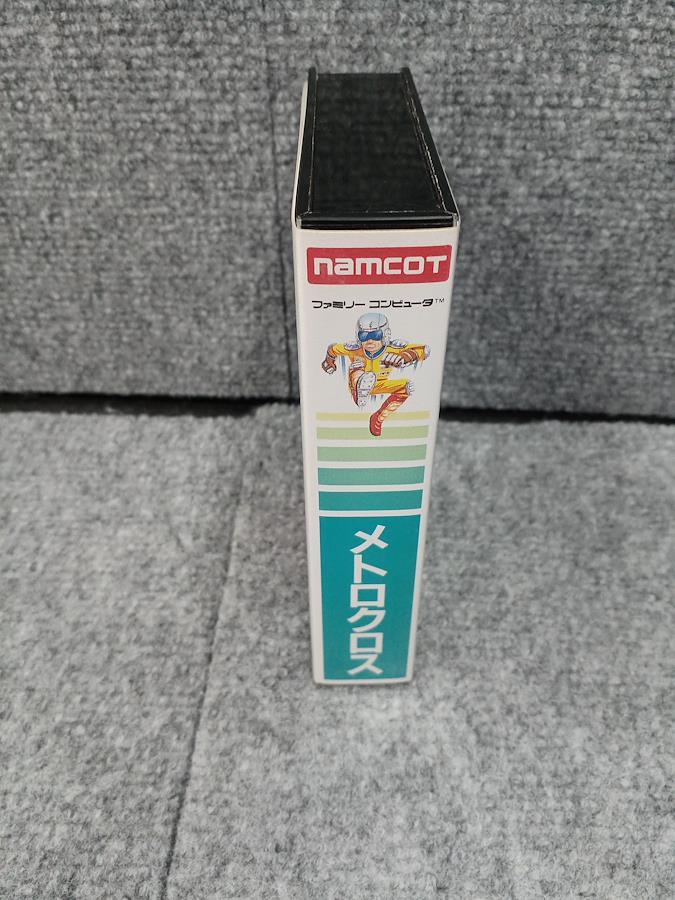 namcoT
ファミリー コンピュータ™
メトロクロス